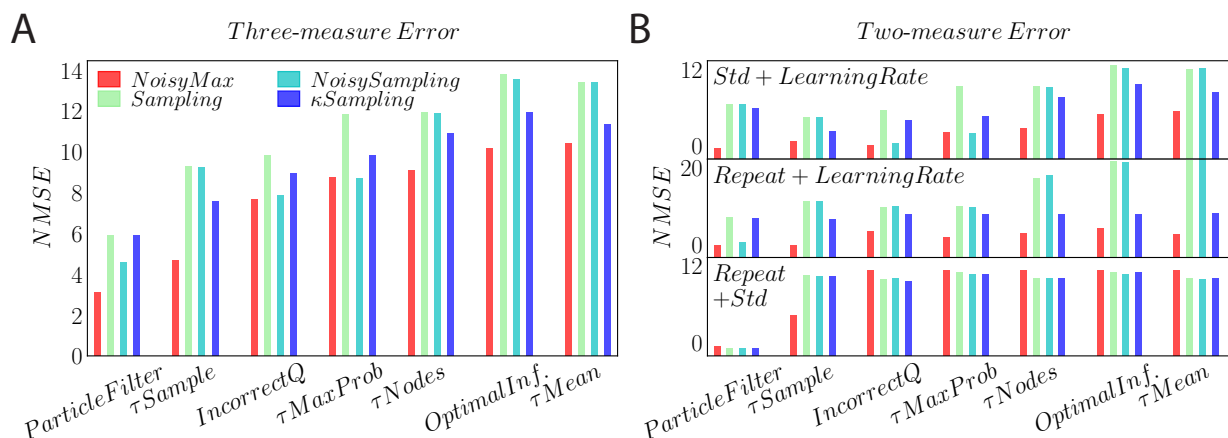 A
Three-measure Error
NMSE
14
12
10
8
6
4
2
0
NoisyMax
Sampling
NoisySampling
κSampling
ParticleFilter
τSample
IncorrectQ
τMaxProb
τNodes
OptimalInf.
τMean
B
Two-measure Error
NMSE
12
0
Std + LearningRate
20
0
Repeat + LearningRate
12
0
Repeat
+Std
ParticleFilter
τSample
IncorrectQ
τMaxProb
τNodes
OptimalInf.
τMean